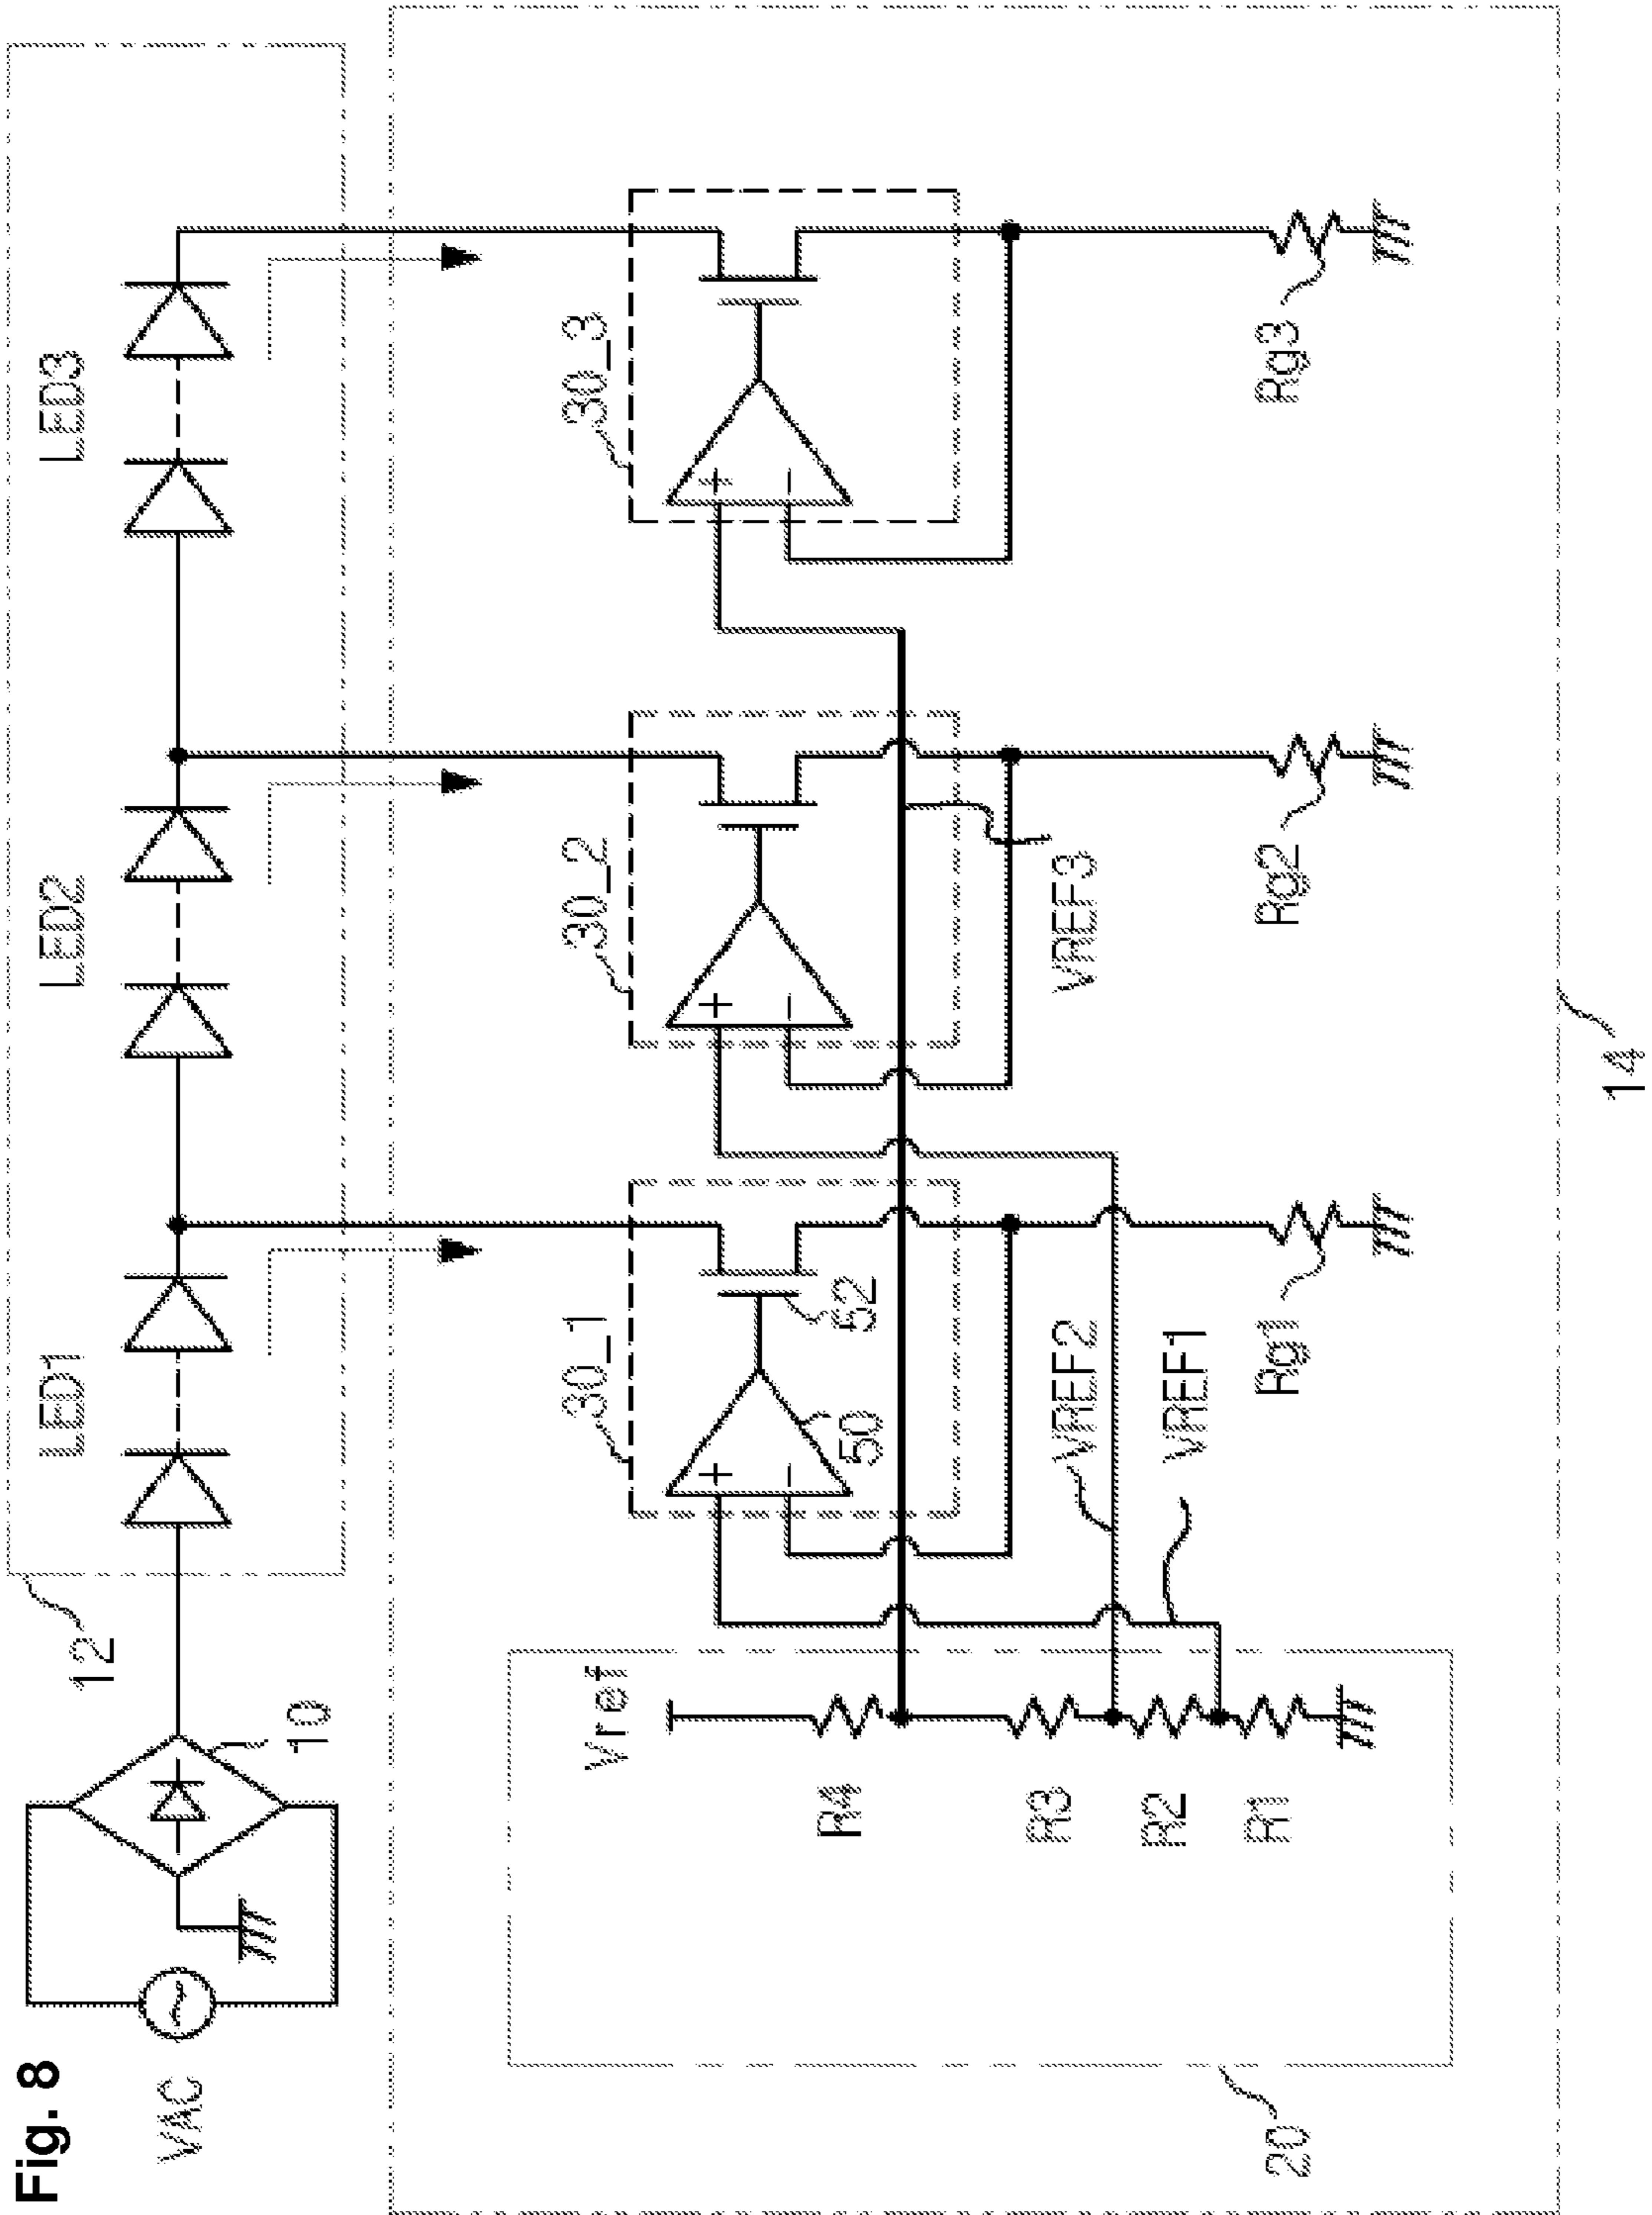 Fig. 8
VAC
10
12
LED1
LED2
LED3
30_1
30_2
30_3
+
−
50
52
+
−
+
−
Vref
R4
R3
R2
R1
VREF2
VREF1
VREF3
Rg1
Rg2
Rg3
20
14